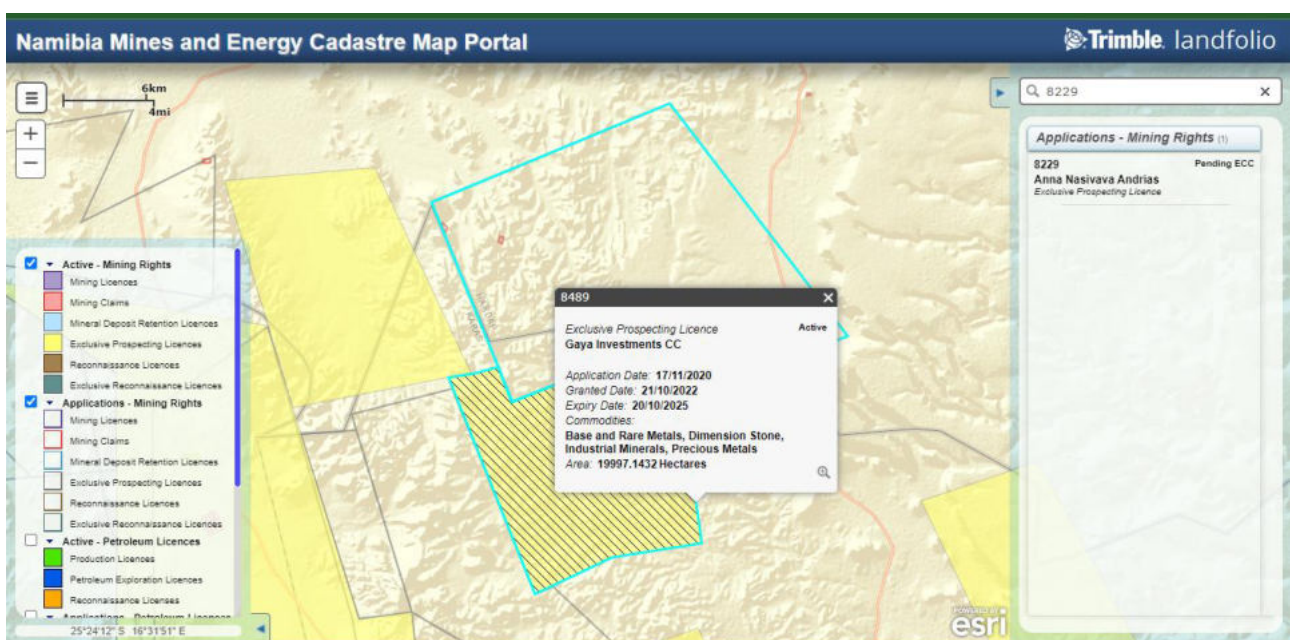 Namibia Mines and Energy Cadastre Map Portal
Trimble. landfolio
6km
4mi
+
−
8229
Applications - Mining Rights (1)
8229 Pending ECC
Anna Nasivava Andrias
Exclusive Prospecting Licence
Active - Mining Rights
Mining Licences
Mining Claims
Mineral Deposit Retention Licences
Exclusive Prospecting Licences
Reconnaissance Licences
Exclusive Reconnaissance Licences
Applications - Mining Rights
Mining Licences
Mining Claims
Mineral Deposit Retention Licences
Exclusive Prospecting Licences
Reconnaissance Licences
Exclusive Reconnaissance Licences
Active - Petroleum Licences
Production Licences
Petroleum Exploration Licences
Reconnaissance Licenses
Applications - Petroleum Licences
25°24'12" S 16°31'51" E
8489
Exclusive Prospecting Licence Active
Gaya Investments CC
Application Date: 17/11/2020
Granted Date: 21/10/2022
Expiry Date: 20/10/2025
Commodities:
Base and Rare Metals, Dimension Stone,
Industrial Minerals, Precious Metals
Area: 19997.1432 Hectares
POWERED BY
esri